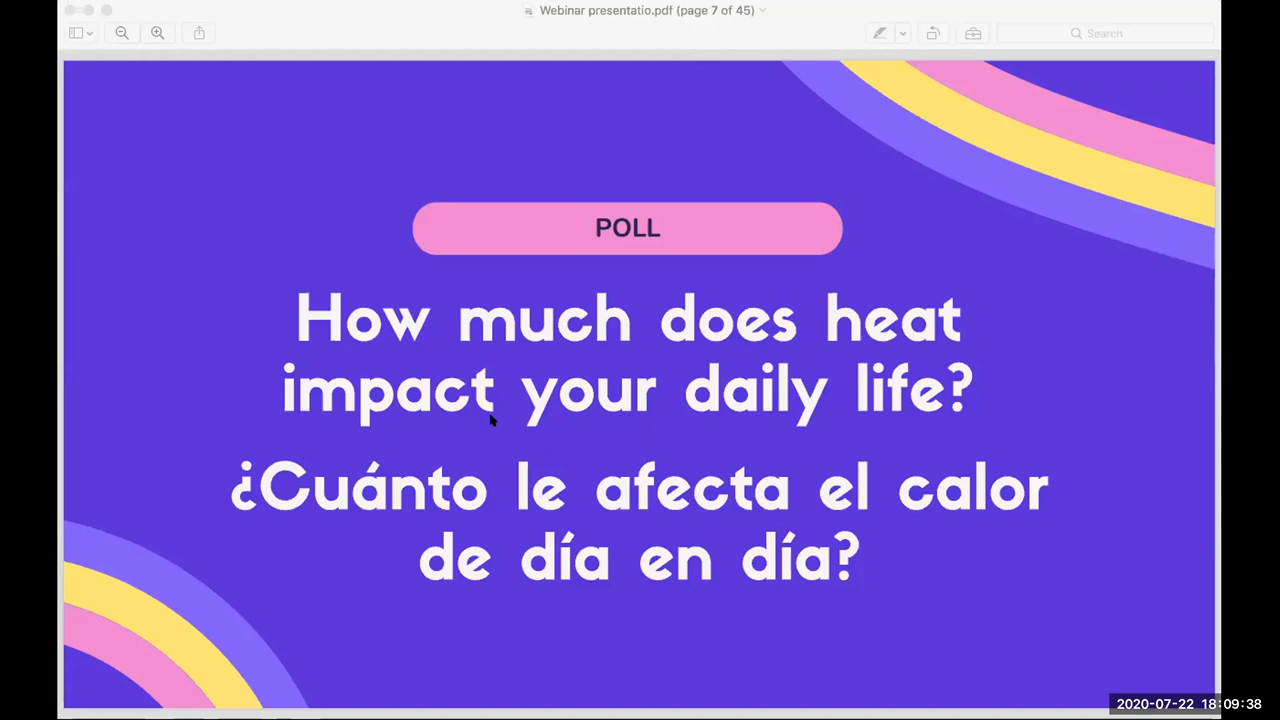 Webinar presentatio.pdf (page 7 of 45)
Search
POLL
How much does heat
impact your daily life?
¿Cuánto le afecta el calor
de día en día?
2020-07-22 18:09:38